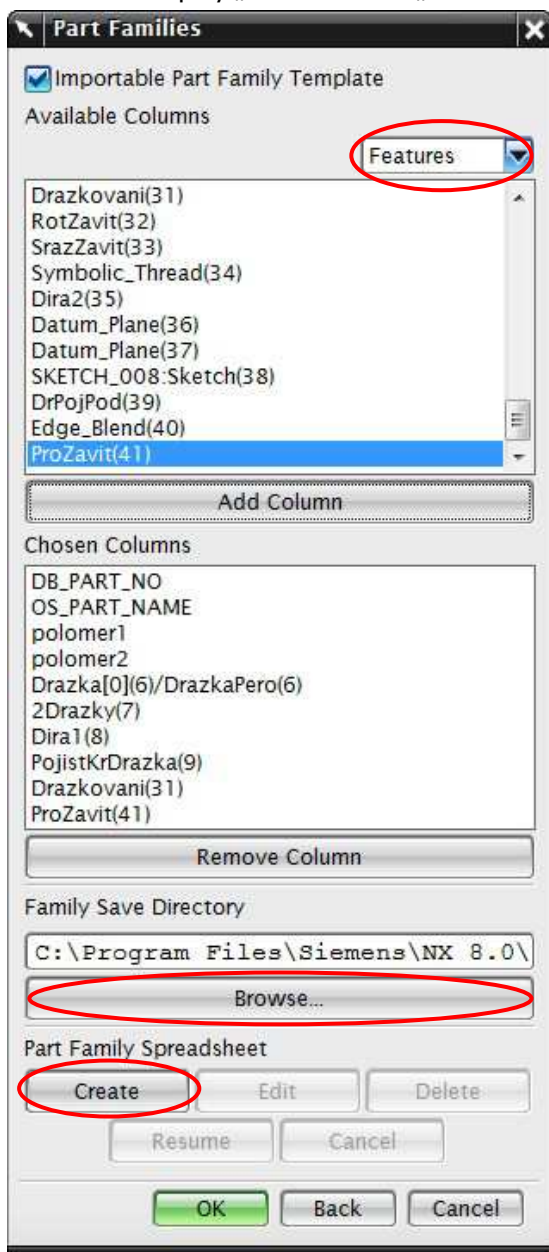 Part Families
Importable Part Family Template
Available Columns
Features
Drazkovani(31)
RotZavit(32)
SrazZavit(33)
Symbolic_Thread(34)
Dira2(35)
Datum_Plane(36)
Datum_Plane(37)
SKETCH_008:Sketch(38)
DrPojPod(39)
Edge_Blend(40)
ProZavit(41)
Add Column
Chosen Columns
DB_PART_NO
OS_PART_NAME
polomer1
polomer2
Drazka[0](6)/DrazkaPero(6)
2Drazky(7)
Dira1(8)
PojistKrDrazka(9)
Drazkovani(31)
ProZavit(41)
Remove Column
Family Save Directory
C:\Program Files\Siemens\NX 8.0\
Browse...
Part Family Spreadsheet
Create Edit Delete
Resume Cancel
OK Back Cancel